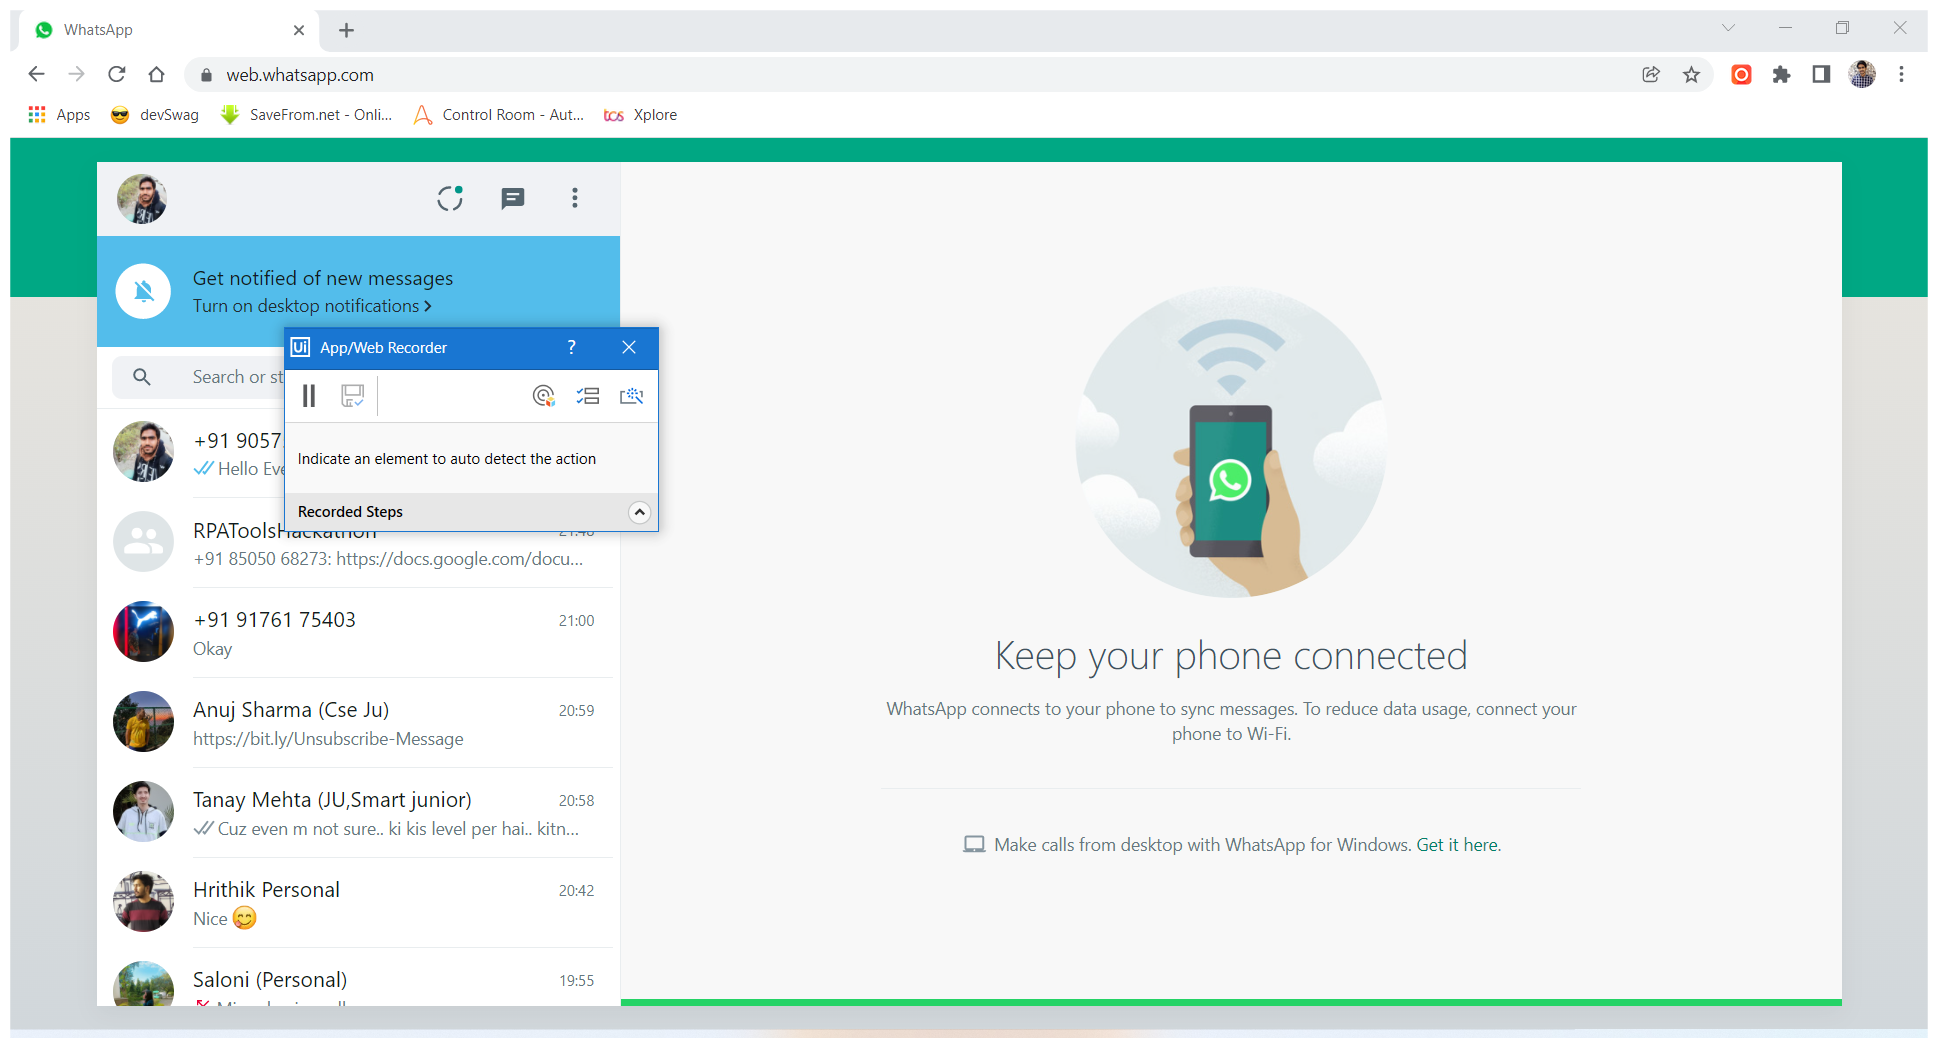 WhatsApp
web.whatsapp.com
Apps
devSwag
SaveFrom.net - Onli...
Control Room - Aut...
tcs Xplore
Get notified of new messages
Turn on desktop notifications
Ui App/Web Recorder ?
Search or st
Indicate an element to auto detect the action
Recorded Steps
+91 9057
Hello Eve
RPAToolsHackathon 21:48
+91 85050 68273: https://docs.google.com/docu...
+91 91761 75403 21:00
Okay
Anuj Sharma (Cse Ju) 20:59
https://bit.ly/Unsubscribe-Message
Tanay Mehta (JU,Smart junior) 20:58
Cuz even m not sure.. ki kis level per hai.. kitn...
Hrithik Personal 20:42
Nice 😋
Saloni (Personal) 19:55
Keep your phone connected
WhatsApp connects to your phone to sync messages. To reduce data usage, connect your
phone to Wi-Fi.
Make calls from desktop with WhatsApp for Windows. Get it here.